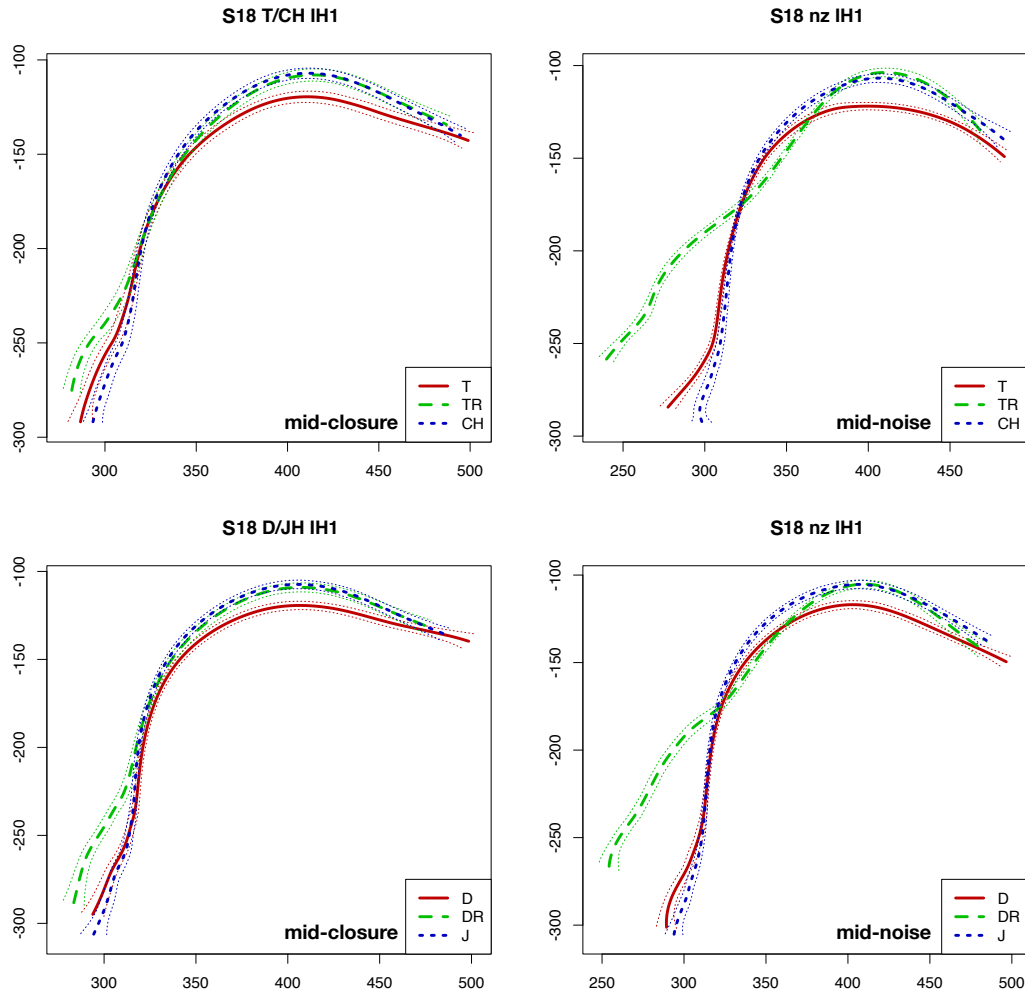 S18 T/CH IH1
-100
-150
-200
-250
-300
300
350
400
450
500
T
TR
CH
mid-closure
S18 nz IH1
-100
-150
-200
-250
-300
250
300
350
400
450
T
TR
CH
mid-noise
S18 D/JH IH1
-100
-150
-200
-250
-300
300
350
400
450
500
D
DR
J
mid-closure
S18 nz IH1
-100
-150
-200
-250
-300
250
300
350
400
450
500
D
DR
J
mid-noise